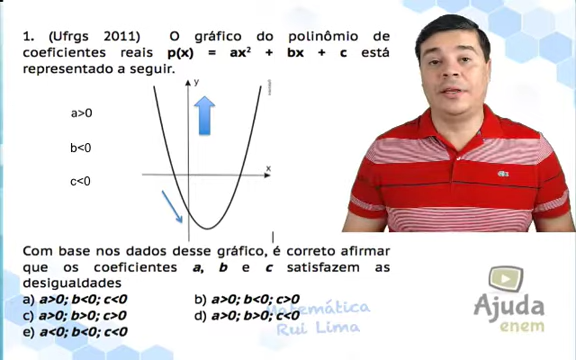 1. (Ufrgs 2011) O gráfico do polinômio de
coeficientes reais p(x) = ax² + bx + c está
representado a seguir.
y
a>0
b<0
x
c<0
Com base nos dados desse gráfico, é correto afirmar
que os coeficientes a, b e c satisfazem as
desigualdades
a) a>0; b<0; c<0 b) a>0; b<0; c>0
c) a>0; b>0; c>0 d) a>0; b>0; c<0
e) a<0; b<0; c<0
Matemática
Rui Lima
Ajuda
enem